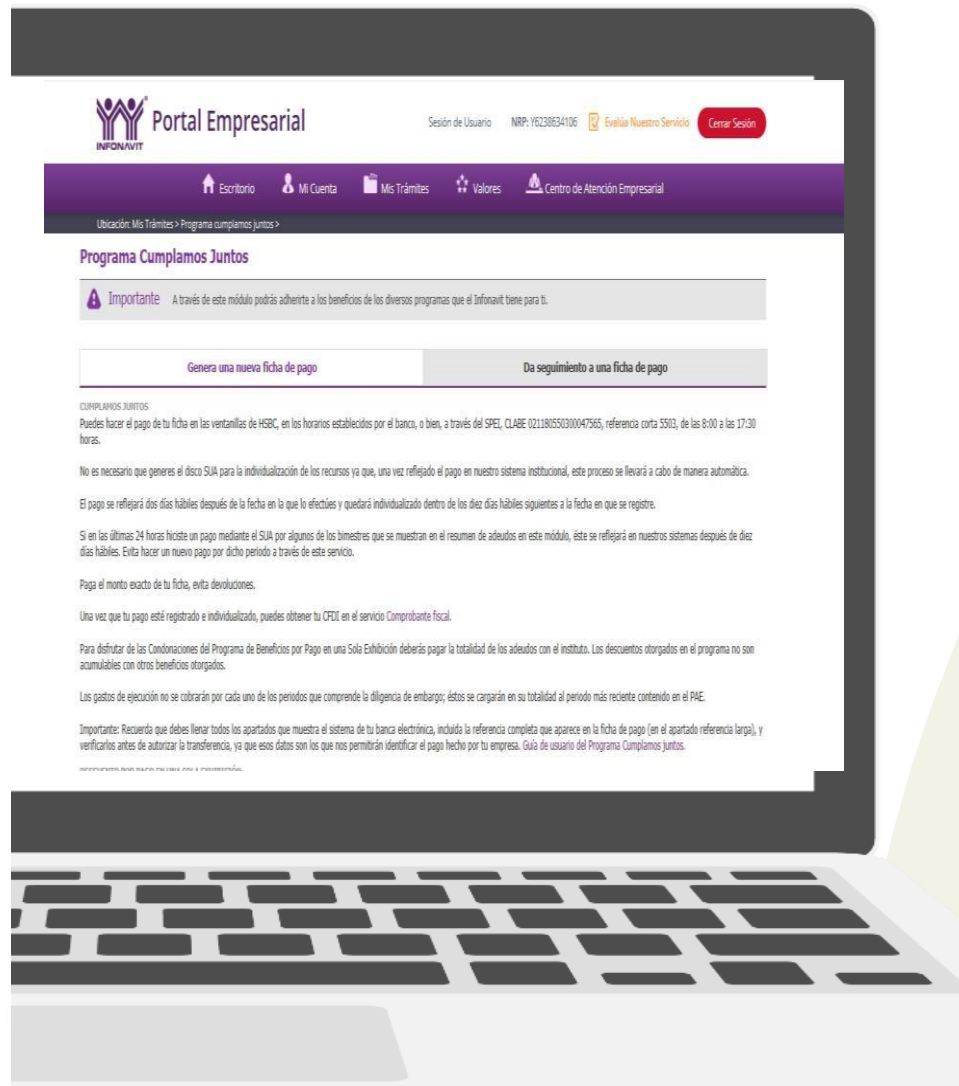 INFONAVIT
Portal Empresarial
Sesión de Usuario NRP: Y6238634106 Evalúa Nuestro Servicio Cerrar Sesión
Escritorio Mi Cuenta Mis Trámites Valores Centro de Atención Empresarial
Ubicación: Mis Trámites > Programa cumplamos juntos >
Programa Cumplamos Juntos
Importante A través de este módulo podrás adherirte a los beneficios de los diversos programas que el Infonavit tiene para ti.
Genera una nueva ficha de pago Da seguimiento a una ficha de pago
CUMPLAMOS JUNTOS
Puedes hacer el pago de tu ficha en las ventanillas de HSBC, en los horarios establecidos por el banco, o bien, a través del SPEI, CLABE 021180550300047565, referencia corta 5503, de las 8:00 a las 17:30
horas.
No es necesario que generes el disco SUA para la individualización de los recursos ya que, una vez reflejado el pago en nuestro sistema institucional, este proceso se llevará a cabo de manera automática.
El pago se reflejará dos días hábiles después de la fecha en la que lo efectúes y quedará individualizado dentro de los diez días hábiles siguientes a la fecha en que se registre.
Si en las últimas 24 horas hiciste un pago mediante el SUA por algunos de los bimestres que se muestran en el resumen de adeudos en este módulo, éste se reflejará en nuestros sistemas después de diez
días hábiles. Evita hacer un nuevo pago por dicho periodo a través de este servicio.
Paga el monto exacto de tu ficha, evita devoluciones.
Una vez que tu pago esté registrado e individualizado, puedes obtener tu CFDI en el servicio Comprobante fiscal.
Para disfrutar de las Condonaciones del Programa de Beneficios por Pago en una Sola Exhibición deberás pagar la totalidad de los adeudos con el instituto. Los descuentos otorgados en el programa no son
acumulables con otros beneficios otorgados.
Los gastos de ejecución no se cobrarán por cada uno de los periodos que comprende la diligencia de embargo; éstos se cargarán en su totalidad al periodo más reciente contenido en el PAE.
Importante: Recuerda que debes llenar todos los apartados que muestra el sistema de tu banca electrónica, incluida la referencia completa que aparece en la ficha de pago (en el apartado referencia larga), y
verificarlos antes de autorizar la transferencia, ya que esos datos son los que nos permitirán identificar el pago hecho por tu empresa. Guía de usuario del Programa Cumplamos juntos.